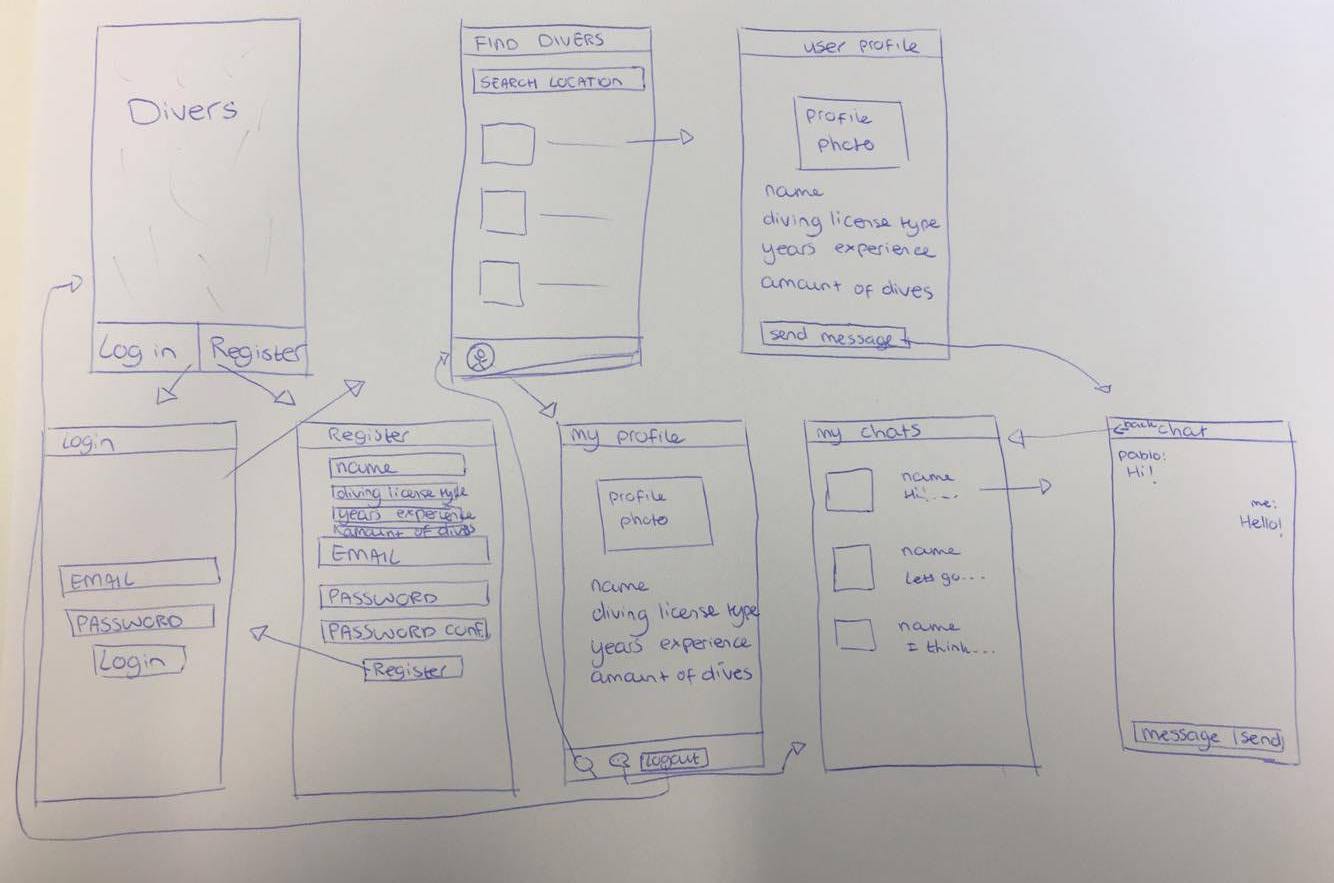 Divers
Log in
Register
FIND DIVERS
SEARCH LOCATION
user profile
profile
photo
name
diving license type
years experience
amount of dives
send message
Login
EMAIL
PASSWORD
Login
Register
name
diving license type
years experience
amount of dives
EMAIL
PASSWORD
PASSWORD CONF.
Register
my profile
profile
photo
name
diving license type
years experience
amount of dives
Logout
my chats
name
Hi!....
name
Lets go...
name
I think...
back chat
pablo:
Hi!
me:
Hello!
message send